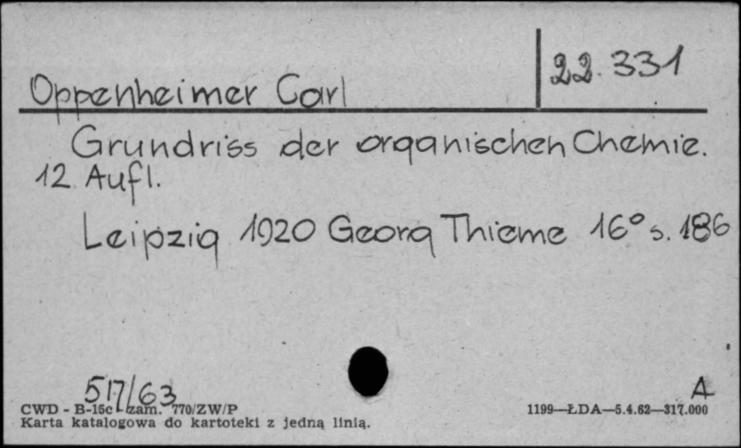 22.331
Oppenheimer Carl
Grundriss der organischen Chemie.
12 Aufl.
Leipzig 1920 Georg Thieme 16° s. 186
517/63
A
CWD - B-15c zam. 770/ZW/P
1199—ŁDA—5.4.62—317.000
Karta katalogowa do kartoteki z jedną linią.